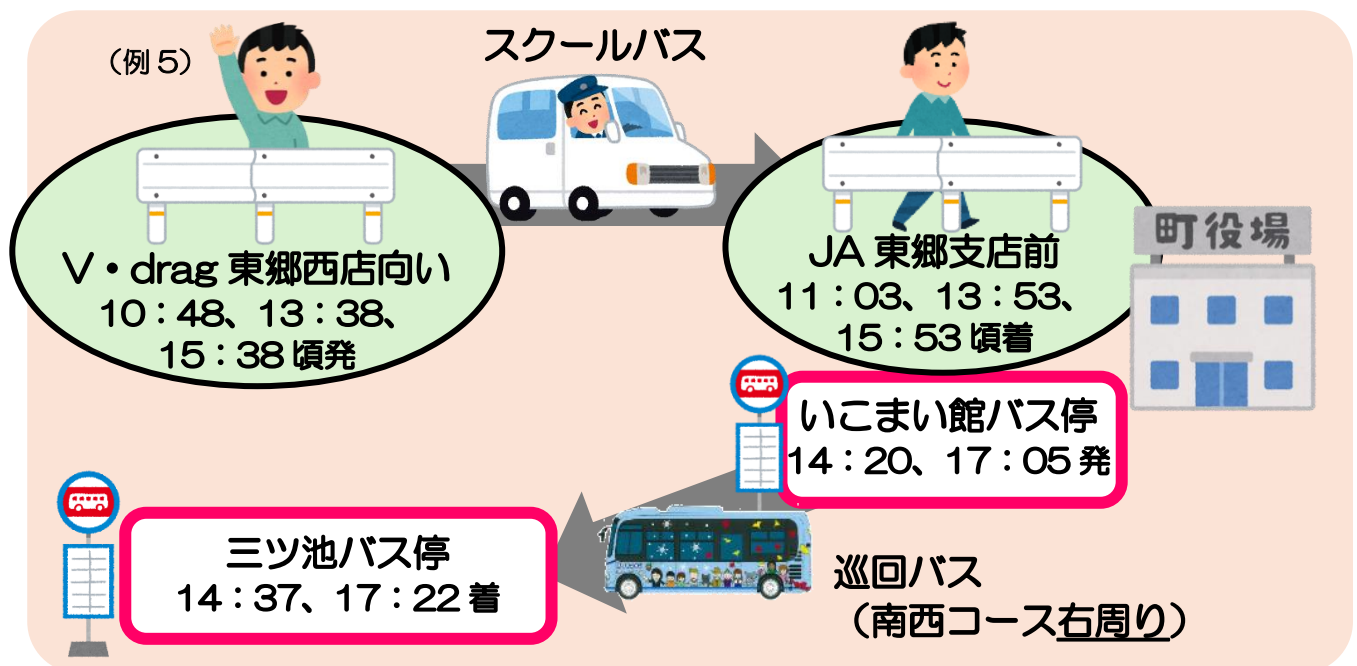 （例５）
スクールバス
V・drag 東郷西店向い
10：48、13：38、
15：38 頃発
JA 東郷支店前
11：03、13：53、
15：53 頃着
町役場
いこまい館バス停
14：20、17：05 発
三ツ池バス停
14：37、17：22 着
巡回バス
（南西コース右周り）